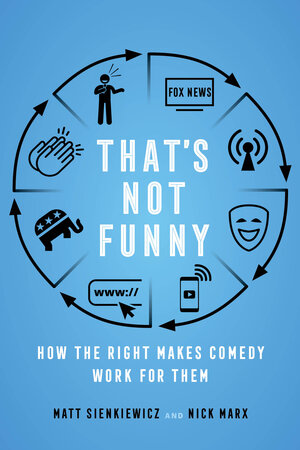 FOX NEWS
THAT'S
NOT
FUNNY
www://
HOW THE RIGHT MAKES COMEDY
WORK FOR THEM
MATT SIENKIEWICZ AND NICK MARX